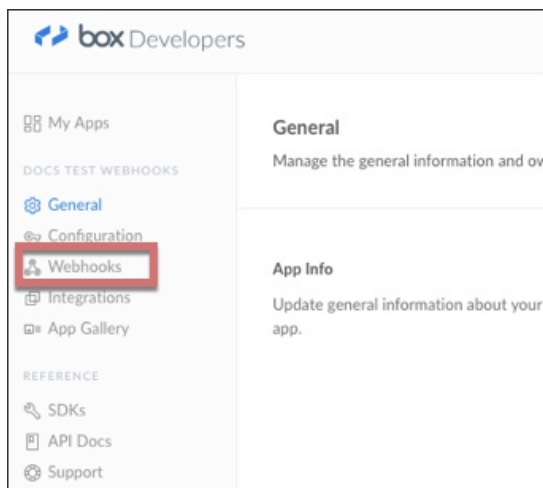 box Developers
My Apps
DOCS TEST WEBHOOKS
General
Configuration
Webhooks
Integrations
App Gallery
REFERENCE
SDKs
API Docs
Support
General
Manage the general information and ow
App Info
Update general information about your
app.